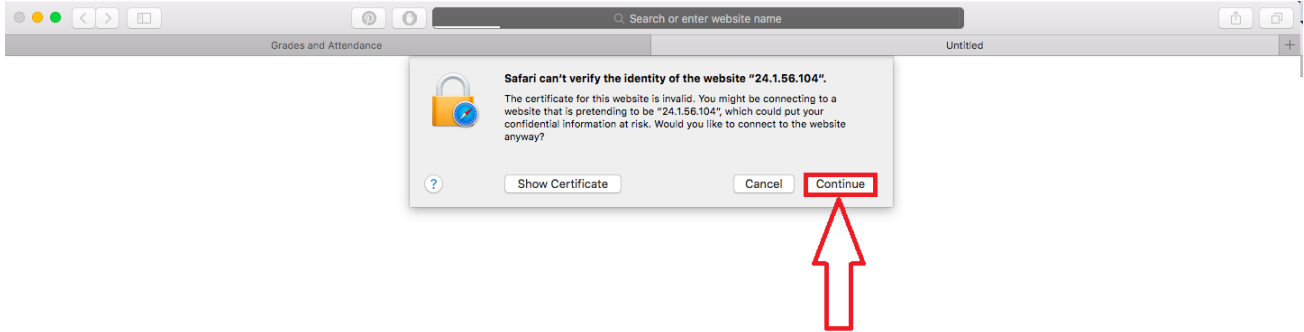 Search or enter website name
Grades and Attendance
Untitled
+
Safari can't verify the identity of the website "24.1.56.104".
The certificate for this website is invalid. You might be connecting to a
website that is pretending to be "24.1.56.104", which could put your
confidential information at risk. Would you like to connect to the website
anyway?
?
Show Certificate
Cancel
Continue